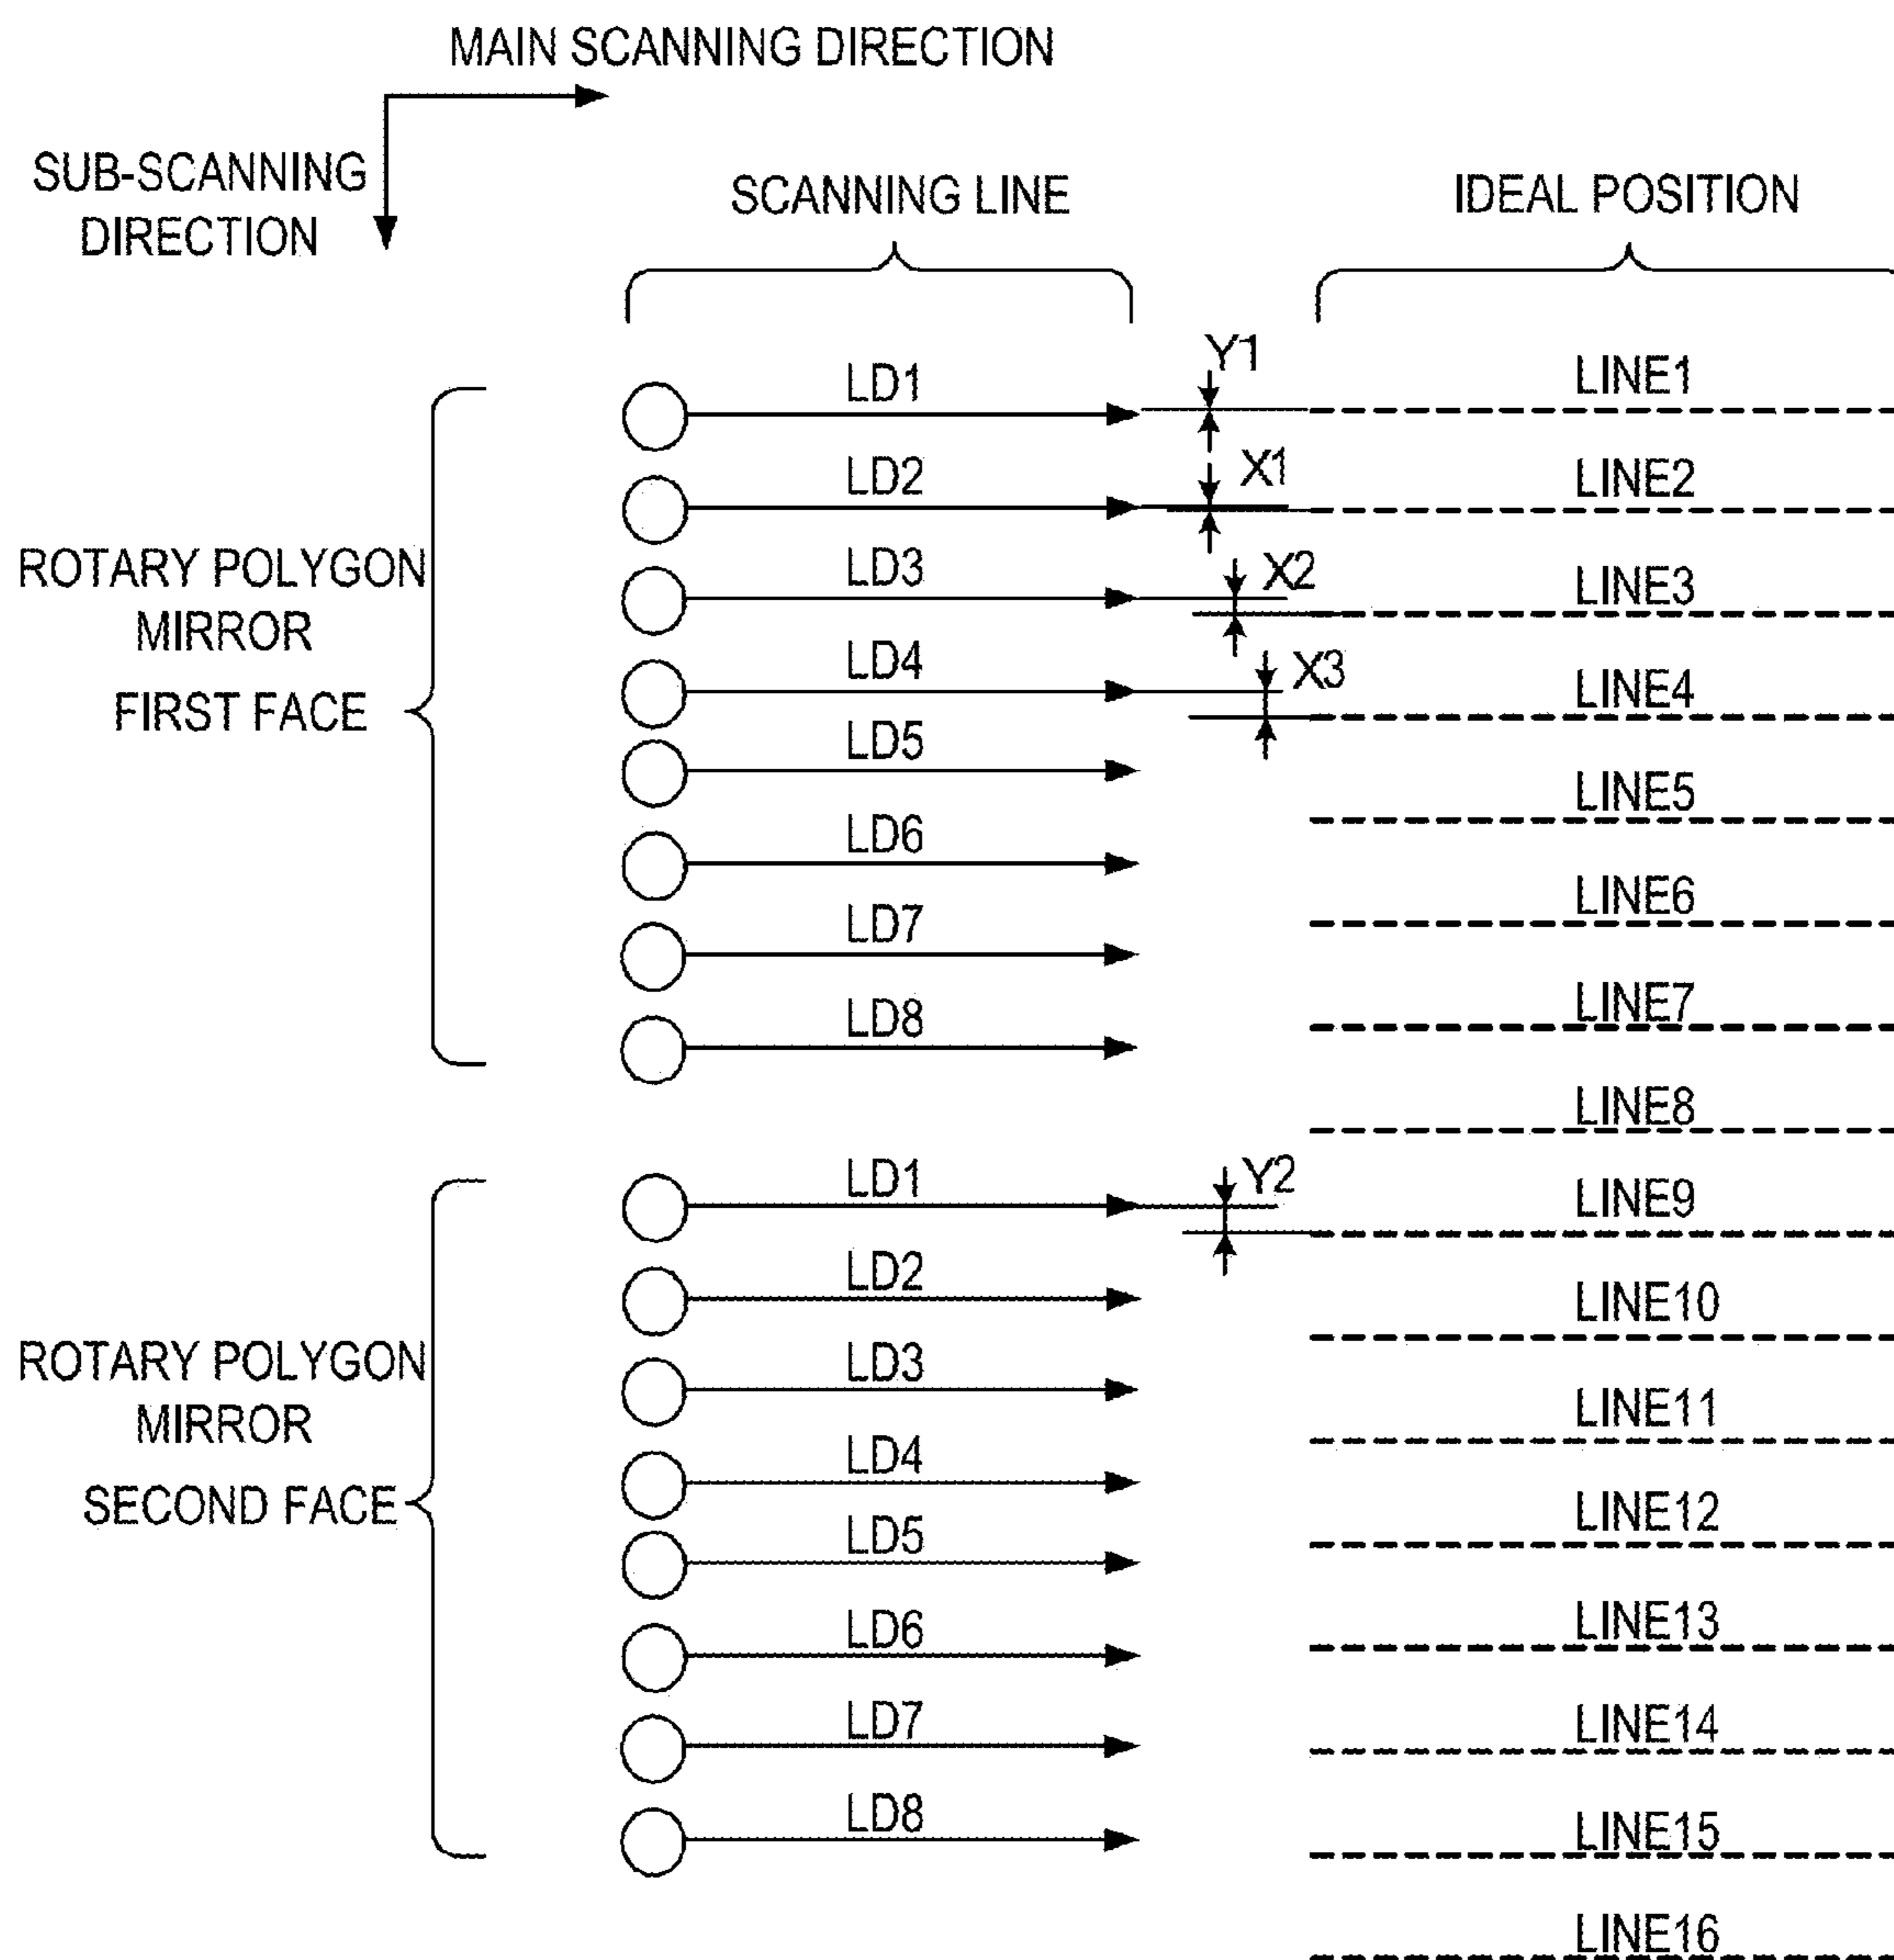 MAIN SCANNING DIRECTION
SUB-SCANNING
DIRECTION
SCANNING LINE
IDEAL POSITION
ROTARY POLYGON
MIRROR
FIRST FACE
LD1
Y1
LINE1
LD2
X1
LINE2
LD3
X2
LINE3
LD4
X3
LINE4
LD5
LINE5
LD6
LINE6
LD7
LINE7
LD8
LINE8
ROTARY POLYGON
MIRROR
SECOND FACE
LD1
Y2
LINE9
LD2
LINE10
LD3
LINE11
LD4
LINE12
LD5
LINE13
LD6
LINE14
LD7
LINE15
LD8
LINE16